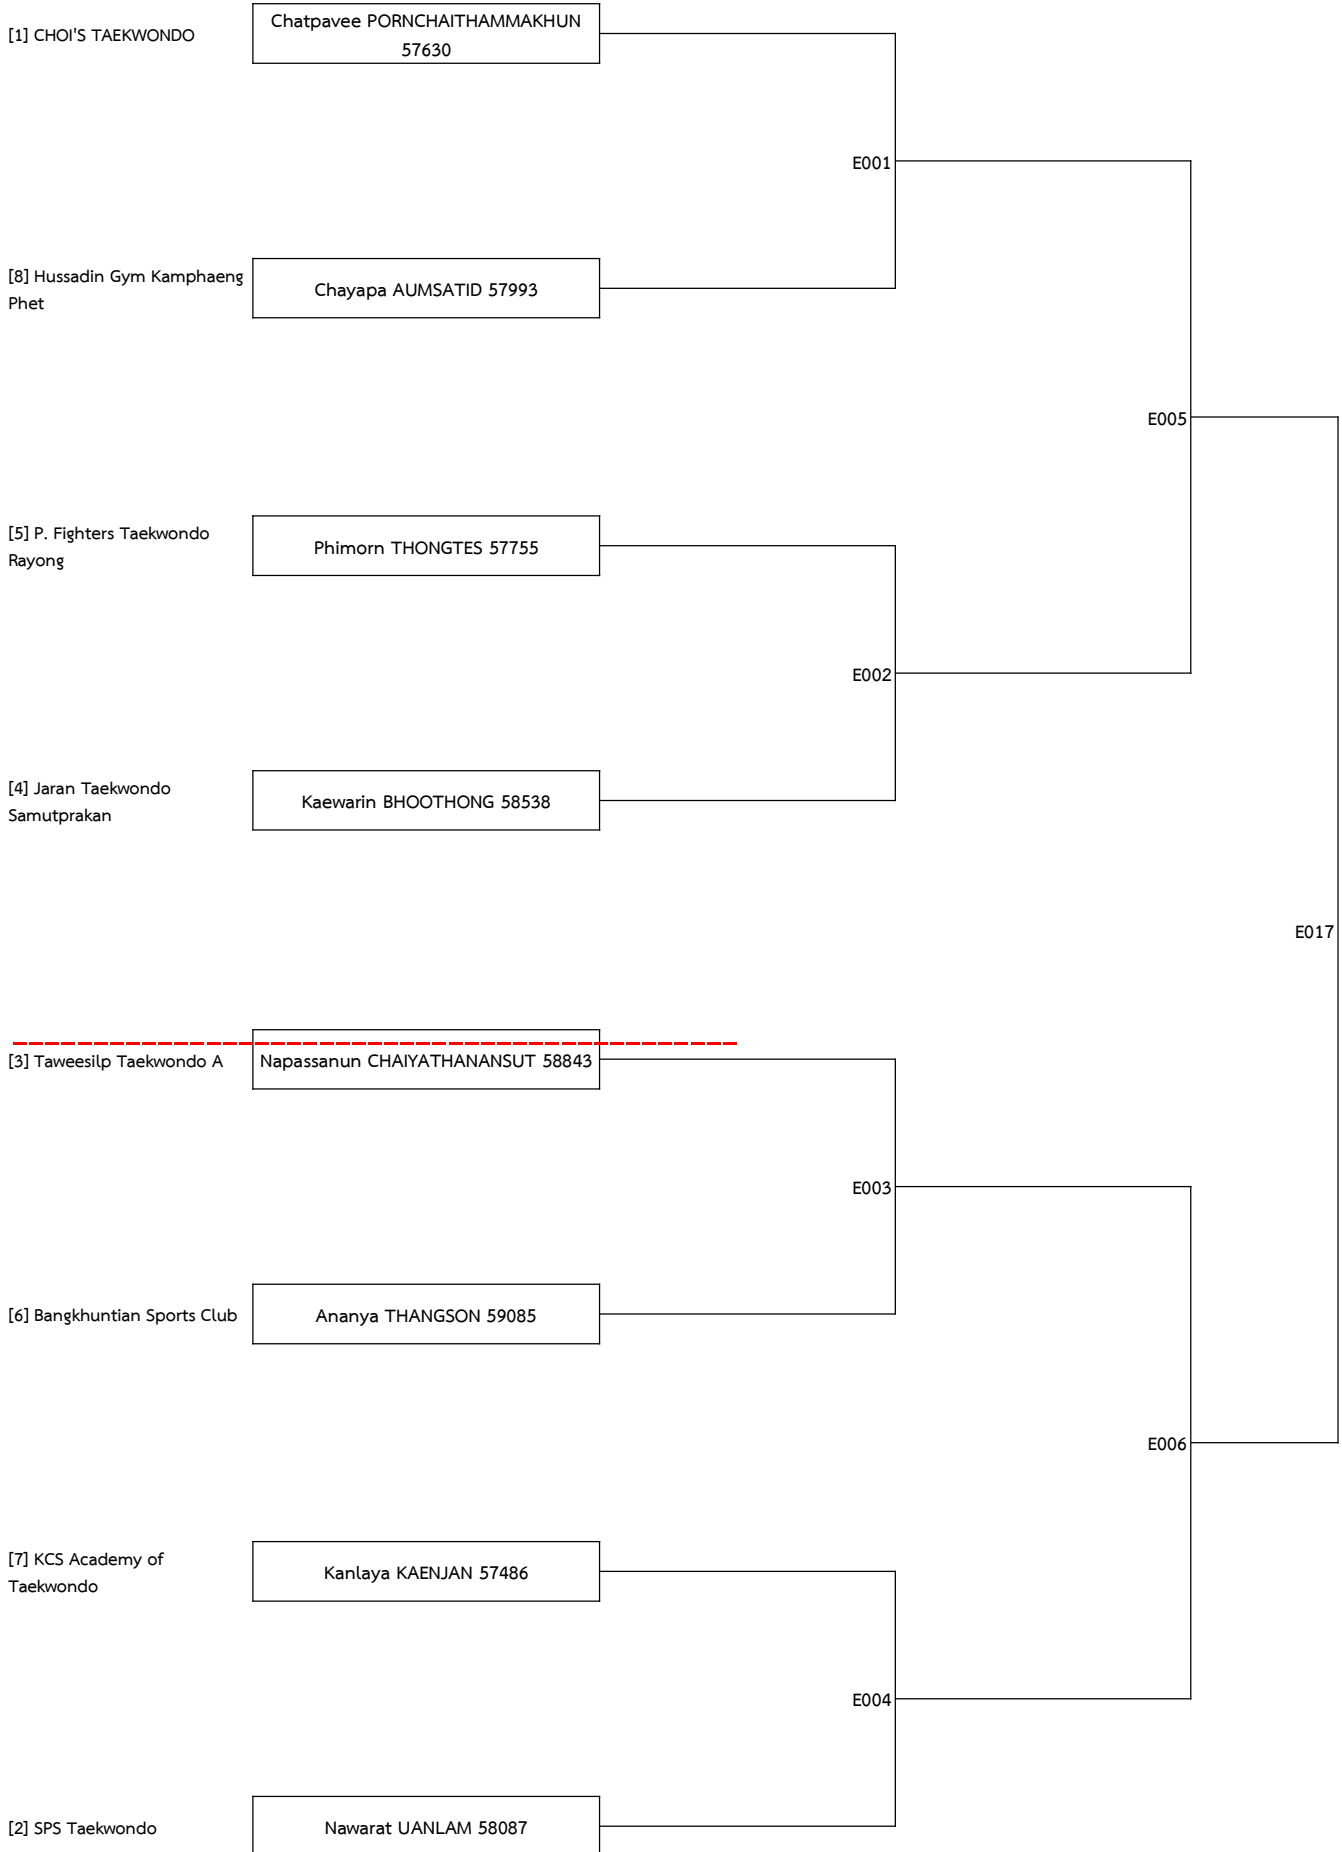 [1] CHOI'S TAEKWONDO
Chatpavee PORNCHAITHAMMAKHUN
57630
E001
[8] Hussadin Gym Kamphaeng
Phet
Chayapa AUMSATID 57993
E005
[5] P. Fighters Taekwondo
Rayong
Phimorn THONGTES 57755
E002
[4] Jaran Taekwondo
Samutprakan
Kaewarin BHOOTHONG 58538
E017
[3] Taweesilp Taekwondo A
Napassanun CHAIYATHANANSUT 58843
E003
[6] Bangkhuntian Sports Club
Ananya THANGSON 59085
E006
[7] KCS Academy of
Taekwondo
Kanlaya KAENJAN 57486
E004
[2] SPS Taekwondo
Nawarat UANLAM 58087